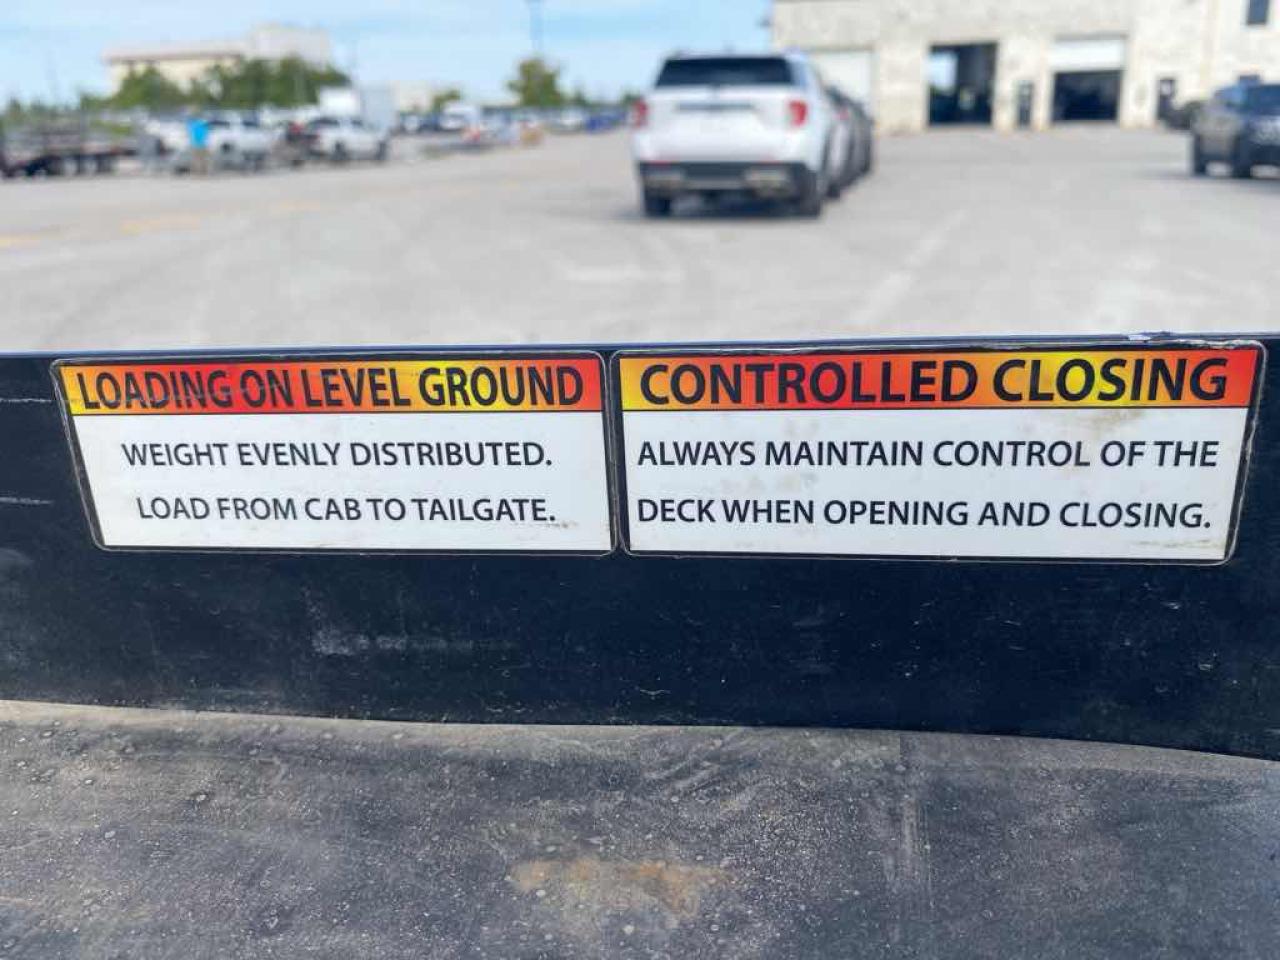 LOADING ON LEVEL GROUND
WEIGHT EVENLY DISTRIBUTED.
LOAD FROM CAB TO TAILGATE.
CONTROLLED CLOSING
ALWAYS MAINTAIN CONTROL OF THE
DECK WHEN OPENING AND CLOSING.